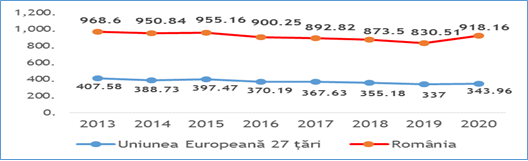 1,200.
1,000.
800.
600.
400.
200.
0.
968.6 950.84 955.16 900.25 892.82 873.5 830.51 918.16
407.58 388.73 397.47 370.19 367.63 355.18 337 343.96
2013 2014 2015 2016 2017 2018 2019 2020
Uniunea Europeană 27 țări România